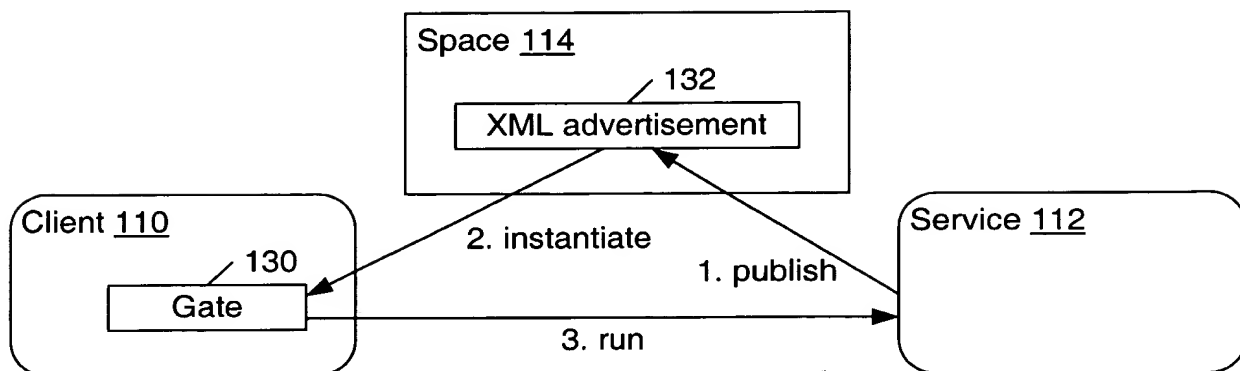 Space 114
132
XML advertisement
Client 110
2. instantiate
Service 112
130
1. publish
Gate
3. run